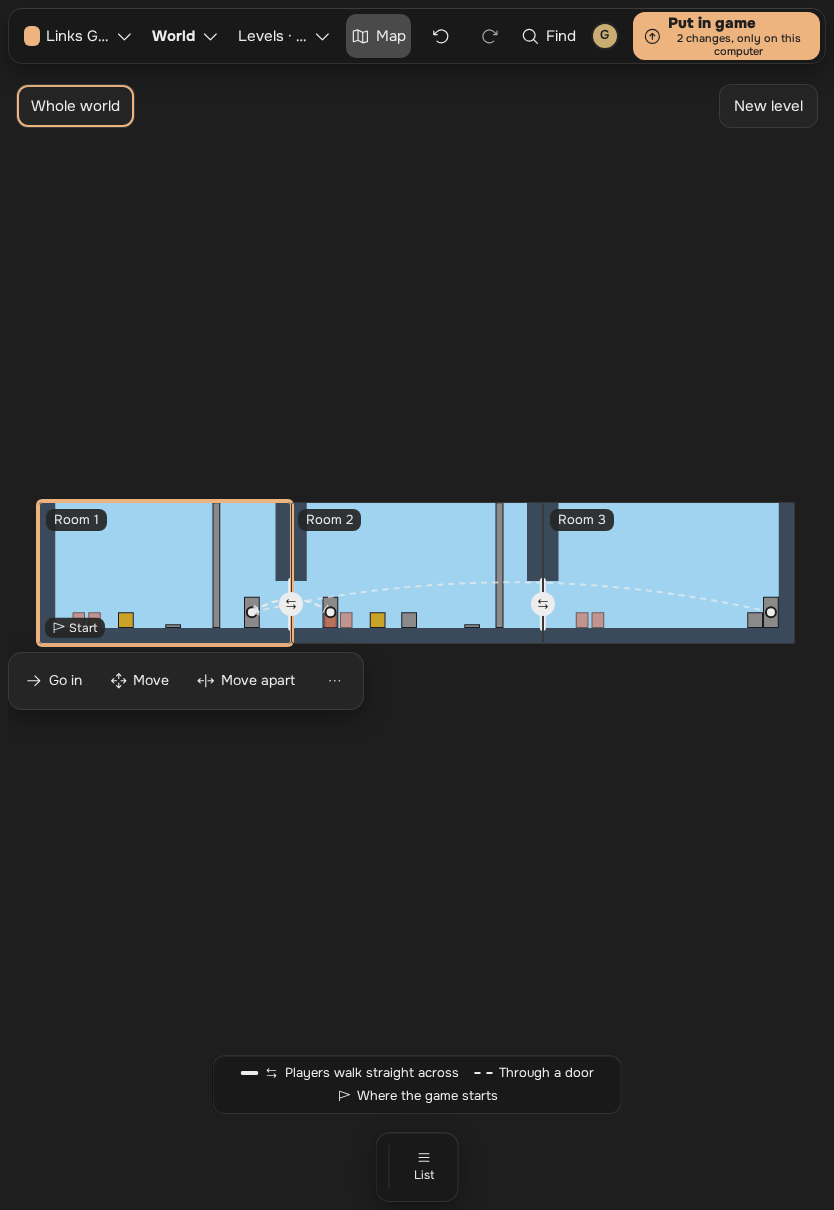 Links G... World Levels · ... Map Find G Put in game
2 changes, only on this
computer
Whole world New level
Room 1 Room 2 Room 3
Start
Go in Move Move apart ...
Players walk straight across Through a door
Where the game starts
List